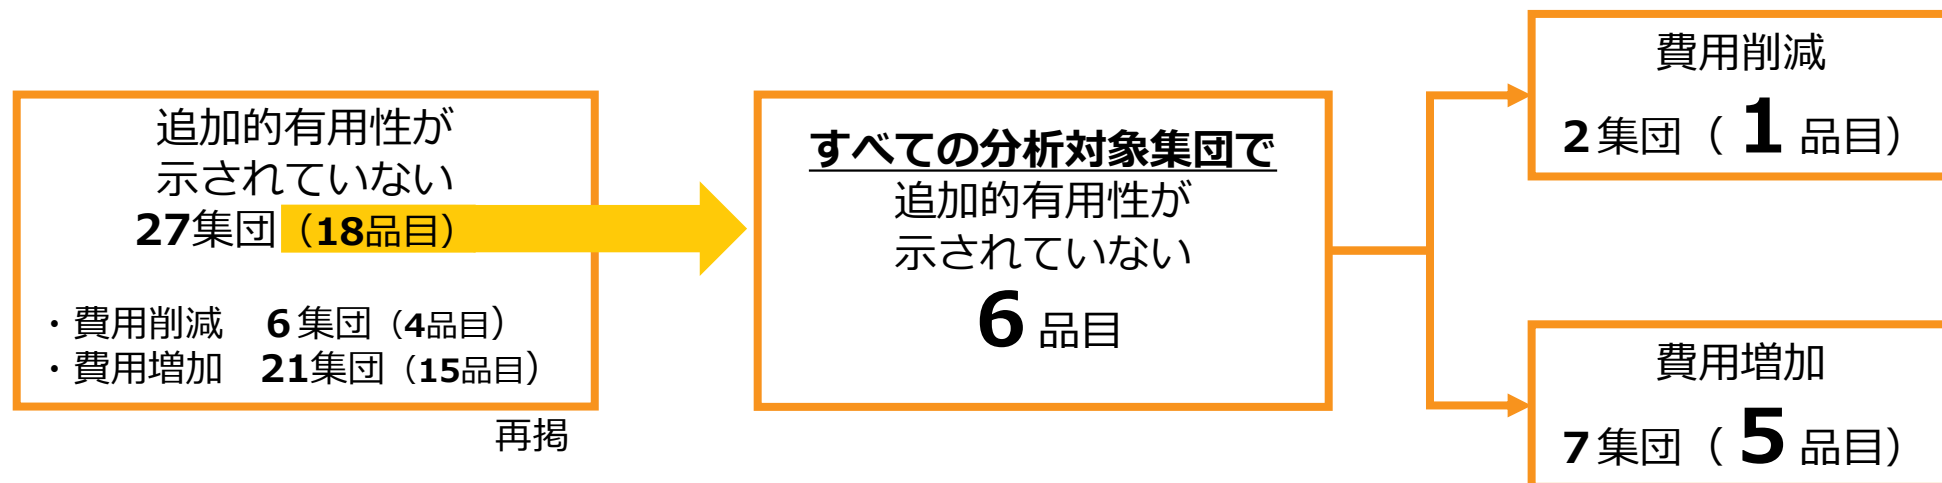 追加的有用性が
示されていない
27集団（18品目）
・費用削減　6集団（4品目）
・費用増加　21集団（15品目）
再掲
すべての分析対象集団で
追加的有用性が
示されていない
6品目
費用削減
2集団（1品目）
費用増加
7集団（5品目）